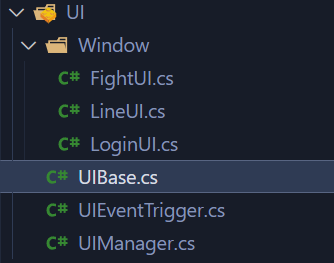 UI
Window
C# FightUI.cs
C# LineUI.cs
C# LoginUI.cs
C# UIBase.cs
C# UIEventTrigger.cs
C# UIManager.cs